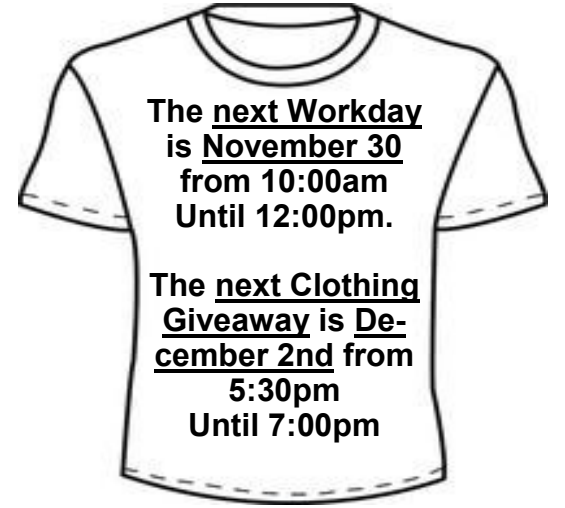 The next Workday
is November 30
from 10:00am
Until 12:00pm.
The next Clothing
Giveaway is De-
cember 2nd from
5:30pm
Until 7:00pm